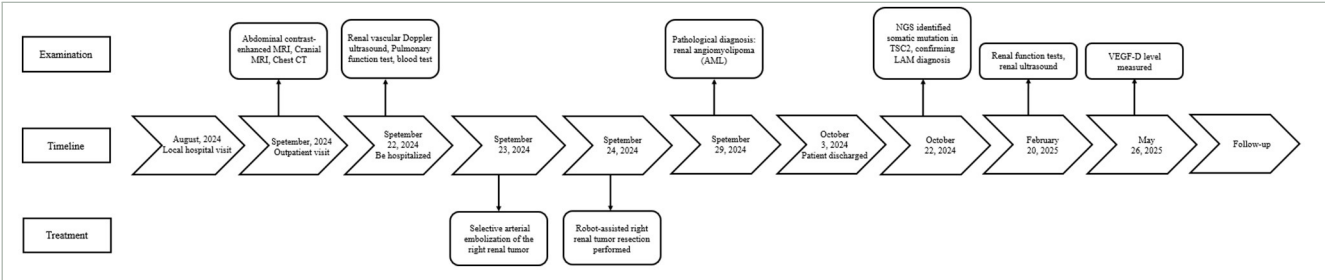 Examination
Abdominal contrast-
enhanced MRI, Cranial
MRI, Chest CT
Renal vascular Doppler
ultrasound, Pulmonary
function test, blood test
Pathological diagnosis:
renal angiomyolipoma
(AML)
NGS identified
somatic mutation in
TSC2, confirming
LAM diagnosis
Renal function tests,
renal ultrasound
VEGF-D level
measured
Timeline
August, 2024
Local hospital visit
Spetember, 2024
Outpatient visit
Spetember
22, 2024
Be hospitalized
Spetember
23, 2024
Spetember
24, 2024
Spetember
29, 2024
October
3, 2024
Patient discharged
October
22, 2024
February
20, 2025
May
26, 2025
Follow-up
Treatment
Selective arterial
embolization of the
right renal tumor
Robot-assisted right
renal tumor resection
performed